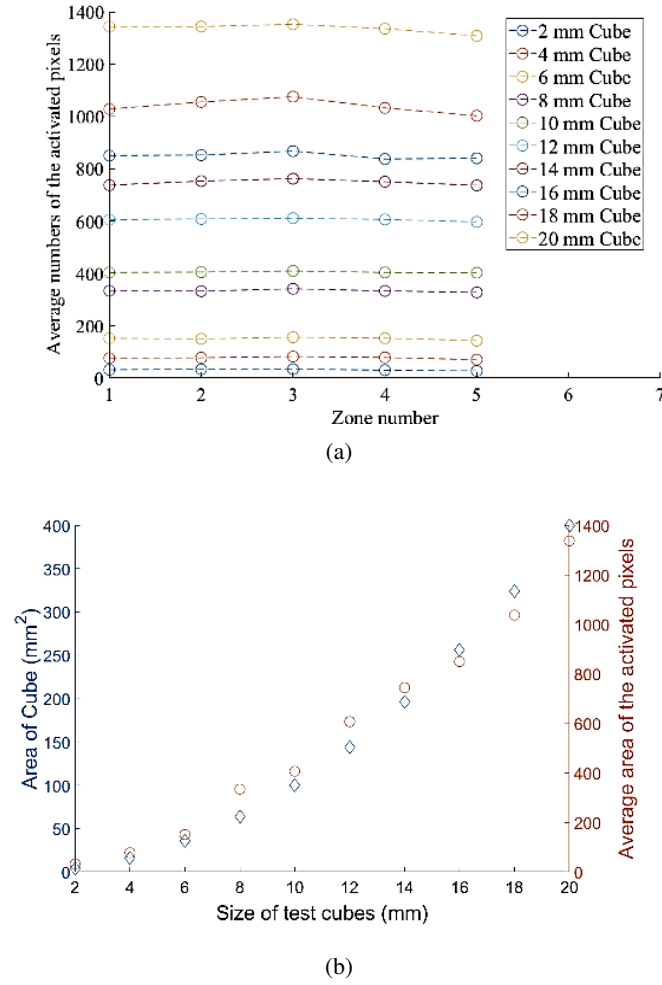 1400
1200
1000
800
600
400
200
0
Average numbers of the activated pixels
1 2 3 4 5 6 7
Zone number
2 mm Cube
4 mm Cube
6 mm Cube
8 mm Cube
10 mm Cube
12 mm Cube
14 mm Cube
16 mm Cube
18 mm Cube
20 mm Cube
(a)
400
350
300
250
200
150
100
50
0
Area of Cube (mm²)
1400
1200
1000
800
600
400
200
0
Average area of the activated pixels
2 4 6 8 10 12 14 16 18 20
Size of test cubes (mm)
(b)